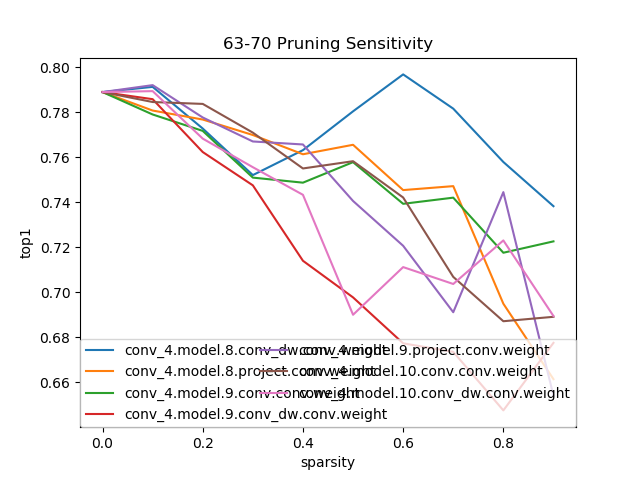 63-70 Pruning Sensitivity
0.80
0.78
0.76
0.74
0.72
0.70
0.68
0.66
top1
conv_4.model.8.conv_dw.conv.weight
conv_4.model.8.project.conv.weight
conv_4.model.9.conv.conv.weight
conv_4.model.9.conv_dw.conv.weight
conv_4.model.9.project.conv.weight
conv_4.model.10.conv.conv.weight
conv_4.model.10.conv_dw.conv.weight
0.0 0.2 0.4 0.6 0.8
sparsity